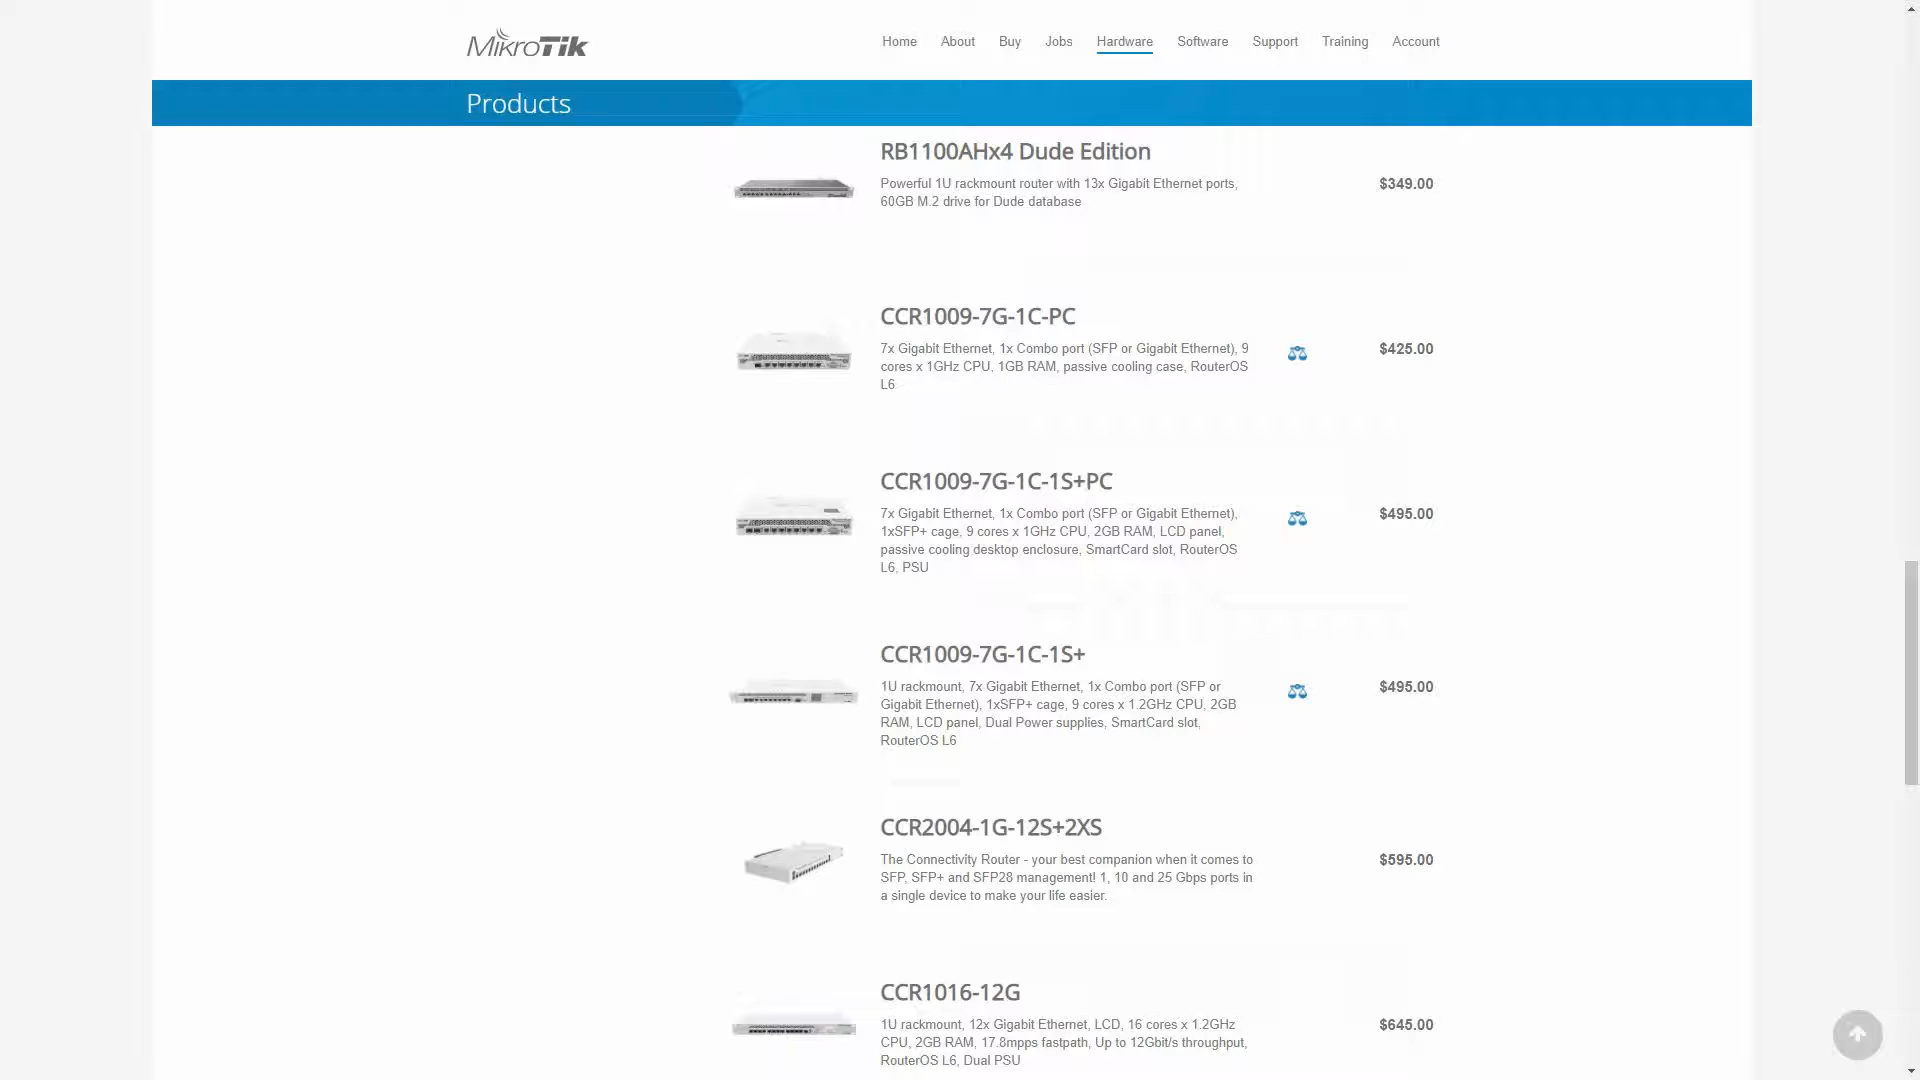 MikroTik
Home About Buy Jobs Hardware Software Support Training Account
Products
RB1100AHx4 Dude Edition
Powerful 1U rackmount router with 13x Gigabit Ethernet ports,
60GB M.2 drive for Dude database
$349.00
CCR1009-7G-1C-PC
7x Gigabit Ethernet, 1x Combo port (SFP or Gigabit Ethernet), 9
cores x 1GHz CPU, 1GB RAM, passive cooling case, RouterOS
L6
$425.00
CCR1009-7G-1C-1S+PC
7x Gigabit Ethernet, 1x Combo port (SFP or Gigabit Ethernet),
1xSFP+ cage, 9 cores x 1GHz CPU, 2GB RAM, LCD panel,
passive cooling desktop enclosure, SmartCard slot, RouterOS
L6, PSU
$495.00
CCR1009-7G-1C-1S+
1U rackmount, 7x Gigabit Ethernet, 1x Combo port (SFP or
Gigabit Ethernet), 1xSFP+ cage, 9 cores x 1.2GHz CPU, 2GB
RAM, LCD panel, Dual Power supplies, SmartCard slot,
RouterOS L6
$495.00
CCR2004-1G-12S+2XS
The Connectivity Router - your best companion when it comes to
SFP, SFP+ and SFP28 management! 1, 10 and 25 Gbps ports in
a single device to make your life easier.
$595.00
CCR1016-12G
1U rackmount, 12x Gigabit Ethernet, LCD, 16 cores x 1.2GHz
CPU, 2GB RAM, 17.8mpps fastpath, Up to 12Gbit/s throughput,
RouterOS L6, Dual PSU
$645.00